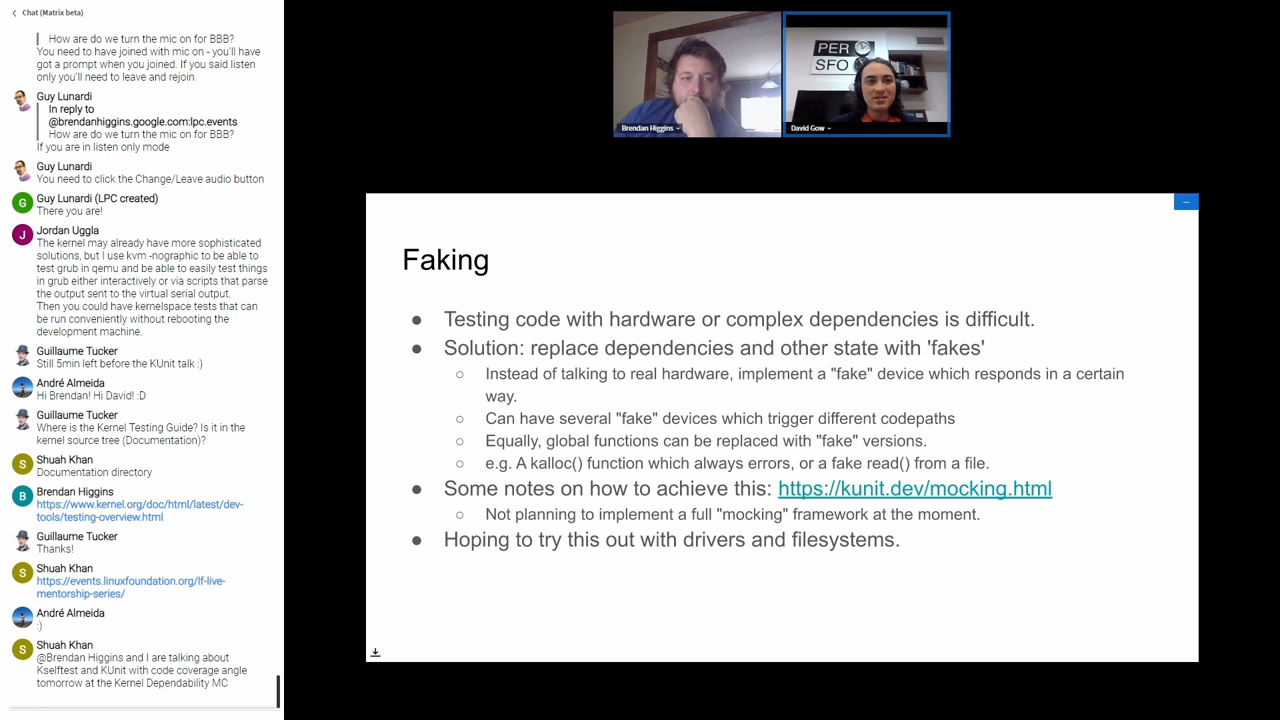 Chat (Matrix beta)
How are do we turn the mic on for BBB?
You need to have joined with mic on - you'll have
got a prompt when you joined. If you said listen
only you'll need to leave and rejoin
Guy Lunardi
In reply to
@brendanhiggins.google.com:lpc.events
How are do we turn the mic on for BBB?
If you are in listen only mode
Guy Lunardi
You need to click the Change/Leave audio button
G
Guy Lunardi (LPC created)
There you are!
J
Jordan Uggla
The kernel may already have more sophisticated
solutions, but I use kvm -nographic to be able to
test grub in qemu and be able to easily test things
in grub either interactively or via scripts that parse
the output sent to the virtual serial output.
Then you could have kernelspace tests that can
be run conveniently without rebooting the
development machine.
Guillaume Tucker
Still 5min left before the KUnit talk :)
André Almeida
Hi Brendan! Hi David! :D
Guillaume Tucker
Where is the Kernel Testing Guide? Is it in the
kernel source tree (Documentation)?
S
Shuah Khan
Documentation directory
B
Brendan Higgins
https://www.kernel.org/doc/html/latest/dev-
tools/testing-overview.html
Guillaume Tucker
Thanks!
S
Shuah Khan
https://events.linuxfoundation.org/lf-live-
mentorship-series/
André Almeida
:)
S
Shuah Khan
@Brendan Higgins and I are talking about
Kselftest and KUnit with code coverage angle
tomorrow at the Kernel Dependability MC
Brendan Higgins
PER
SFO
David Gow
Faking
● Testing code with hardware or complex dependencies is difficult.
● Solution: replace dependencies and other state with 'fakes'
○ Instead of talking to real hardware, implement a "fake" device which responds in a certain
way.
○ Can have several "fake" devices which trigger different codepaths
○ Equally, global functions can be replaced with "fake" versions.
○ e.g. A kalloc() function which always errors, or a fake read() from a file.
● Some notes on how to achieve this: https://kunit.dev/mocking.html
○ Not planning to implement a full "mocking" framework at the moment.
● Hoping to try this out with drivers and filesystems.